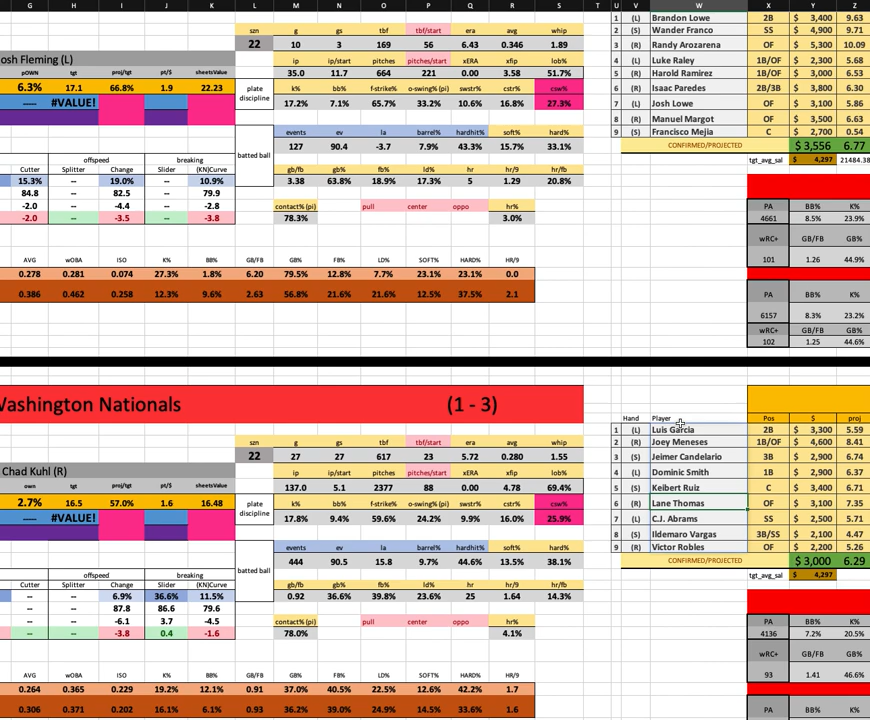 G H I J K L M N O P Q R S T U V W X Y Z
szn g gs tbf tbf/start era avg whip
22 10 3 169 56 6.43 0.346 1.89
osh Fleming (L) ip ip/start pitches pitches/start xERA xfip lob%
35.0 11.7 664 221 0.00 3.58 51.7%
pOWN tgt proj/tgt pt/$ sheetsValue
6.3% 17.1 66.8% 1.9 22.23
plate discipline k% bb% f-strike% o-swing% (pi) swstr% cstr% csw%
---- #VALUE! 17.2% 7.1% 65.7% 33.2% 10.6% 16.8% 27.3%
batted ball events ev la barrel% hardhit% soft% hard%
127 90.4 -3.7 7.9% 43.3% 15.7% 33.1%
offspeed breaking
Cutter Splitter Change Slider (KN)Curve
gb/fb gb% fb% ld% hr hr/9 hr/fb
15.3% -- 19.0% -- 10.9% 3.38 63.8% 18.9% 17.3% 5 1.29 20.8%
84.8 -- 82.5 -- 79.9
-2.0 -- -4.4 -- -2.8
contact% (pi) pull center oppo hr%
-2.0 -- -3.5 -- -3.8 78.3% 3.0%
AVG wOBA ISO K% BB% GB/FB GB% FB% LD% SOFT% HARD% HR/9
0.278 0.281 0.074 27.3% 1.8% 6.20 79.5% 12.8% 7.7% 23.1% 23.1% 0.0
0.386 0.462 0.258 12.3% 9.6% 2.63 56.8% 21.6% 21.6% 12.5% 37.5% 2.1
1 (L) Brandon Lowe 2B $ 3,400 9.63
2 (S) Wander Franco SS $ 4,900 9.71
3 (R) Randy Arozarena OF $ 5,300 10.09
4 (L) Luke Raley 1B/OF $ 2,300 5.68
5 (R) Harold Ramirez 1B/OF $ 3,000 6.53
6 (R) Isaac Paredes 2B/3B $ 3,800 6.30
7 (L) Josh Lowe OF $ 3,100 5.86
8 (R) Manuel Margot OF $ 3,500 6.63
9 (S) Francisco Mejia C $ 2,700 0.54
CONFIRMED/PROJECTED $ 3,556 6.77
tgt_avg_sal $ 4,297 21484.38
PA BB% K%
4661 8.5% 23.9%
wRC+ GB/FB GB%
101 1.26 44.9%
PA BB% K%
6157 8.3% 23.2%
wRC+ GB/FB GB%
102 1.25 44.6%
Washington Nationals (1 - 3)
szn g gs tbf tbf/start era avg whip
22 27 27 617 23 5.72 0.280 1.55
Chad Kuhl (R) ip ip/start pitches pitches/start xERA xfip lob%
137.0 5.1 2377 88 0.00 4.78 69.4%
own tgt proj/tgt pt/$ sheetsValue
2.7% 16.5 57.0% 1.6 16.48
plate discipline k% bb% f-strike% o-swing% (pi) swstr% cstr% csw%
---- #VALUE! 17.8% 9.4% 59.6% 24.2% 9.9% 16.0% 25.9%
batted ball events ev la barrel% hardhit% soft% hard%
444 90.5 15.8 9.7% 44.6% 13.5% 38.1%
offspeed breaking
Cutter Splitter Change Slider (KN)Curve
gb/fb gb% fb% ld% hr hr/9 hr/fb
-- -- 6.9% 36.6% 11.5% 0.92 36.6% 39.8% 23.6% 25 1.64 14.3%
-- -- 87.8 86.6 79.6
-- -- -6.1 3.7 -4.5
contact% (pi) pull center oppo hr%
-- -- -3.8 0.4 -1.6 78.0% 4.1%
AVG wOBA ISO K% BB% GB/FB GB% FB% LD% SOFT% HARD% HR/9
0.264 0.365 0.229 19.2% 12.1% 0.91 37.0% 40.5% 22.5% 12.6% 42.2% 1.7
0.306 0.371 0.202 16.1% 6.1% 0.93 36.2% 39.0% 24.9% 14.5% 33.6% 1.6
Hand Player Pos $ proj
1 (L) Luis Garcia 2B $ 3,300 5.59
2 (R) Joey Meneses 1B/OF $ 4,600 8.41
3 (S) Jeimer Candelario 3B $ 2,900 6.74
4 (L) Dominic Smith 1B $ 2,900 6.37
5 (S) Keibert Ruiz C $ 3,400 6.71
6 (R) Lane Thomas OF $ 3,100 7.35
7 (L) C.J. Abrams SS $ 2,500 5.71
8 (S) Ildemaro Vargas 3B/SS $ 2,100 4.47
9 (R) Victor Robles OF $ 2,200 5.26
CONFIRMED/PROJECTED $ 3,000 6.29
tgt_avg_sal $ 4,297
PA BB% K%
4136 7.2% 20.5%
wRC+ GB/FB GB%
93 1.41 46.6%
PA BB% K%